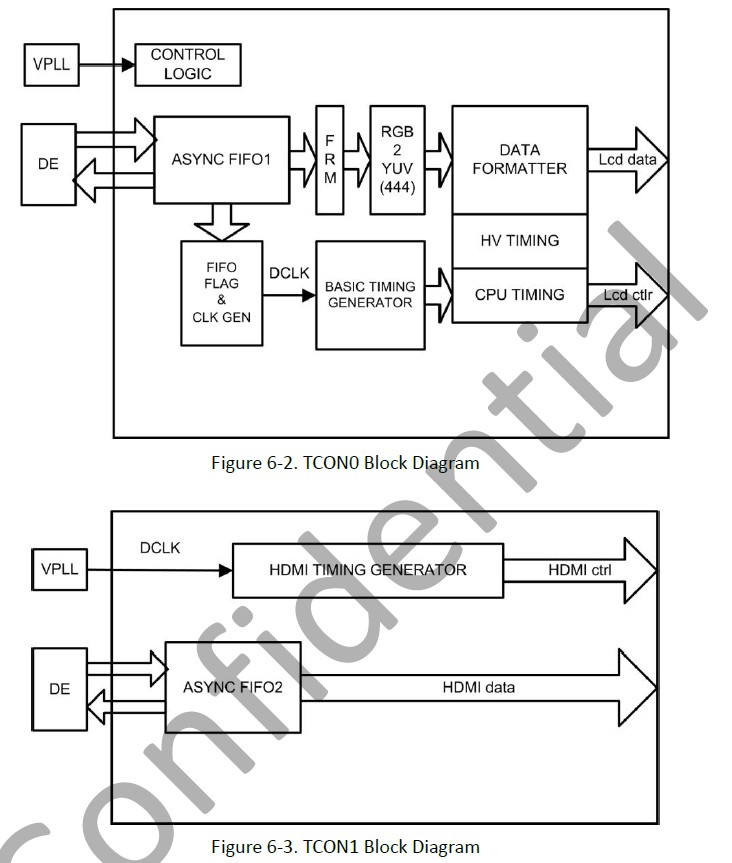 VPLL
CONTROL
LOGIC
DE
ASYNC FIFO1
F
R
M
RGB
2
YUV
(444)
DATA
FORMATTER
Lcd data
HV TIMING
FIFO
FLAG
&
CLK GEN
DCLK
BASIC TIMING
GENERATOR
CPU TIMING
Lcd ctlr
Figure 6-2. TCON0 Block Diagram
VPLL
DCLK
HDMI TIMING GENERATOR
HDMI ctrl
DE
ASYNC FIFO2
HDMI data
Figure 6-3. TCON1 Block Diagram
Confidential